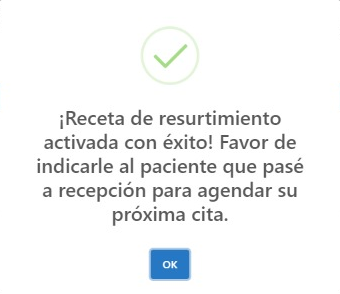 ¡Receta de resurtimiento
activada con éxito! Favor de
indicarle al paciente que pasé
a recepción para agendar su
próxima cita.
OK